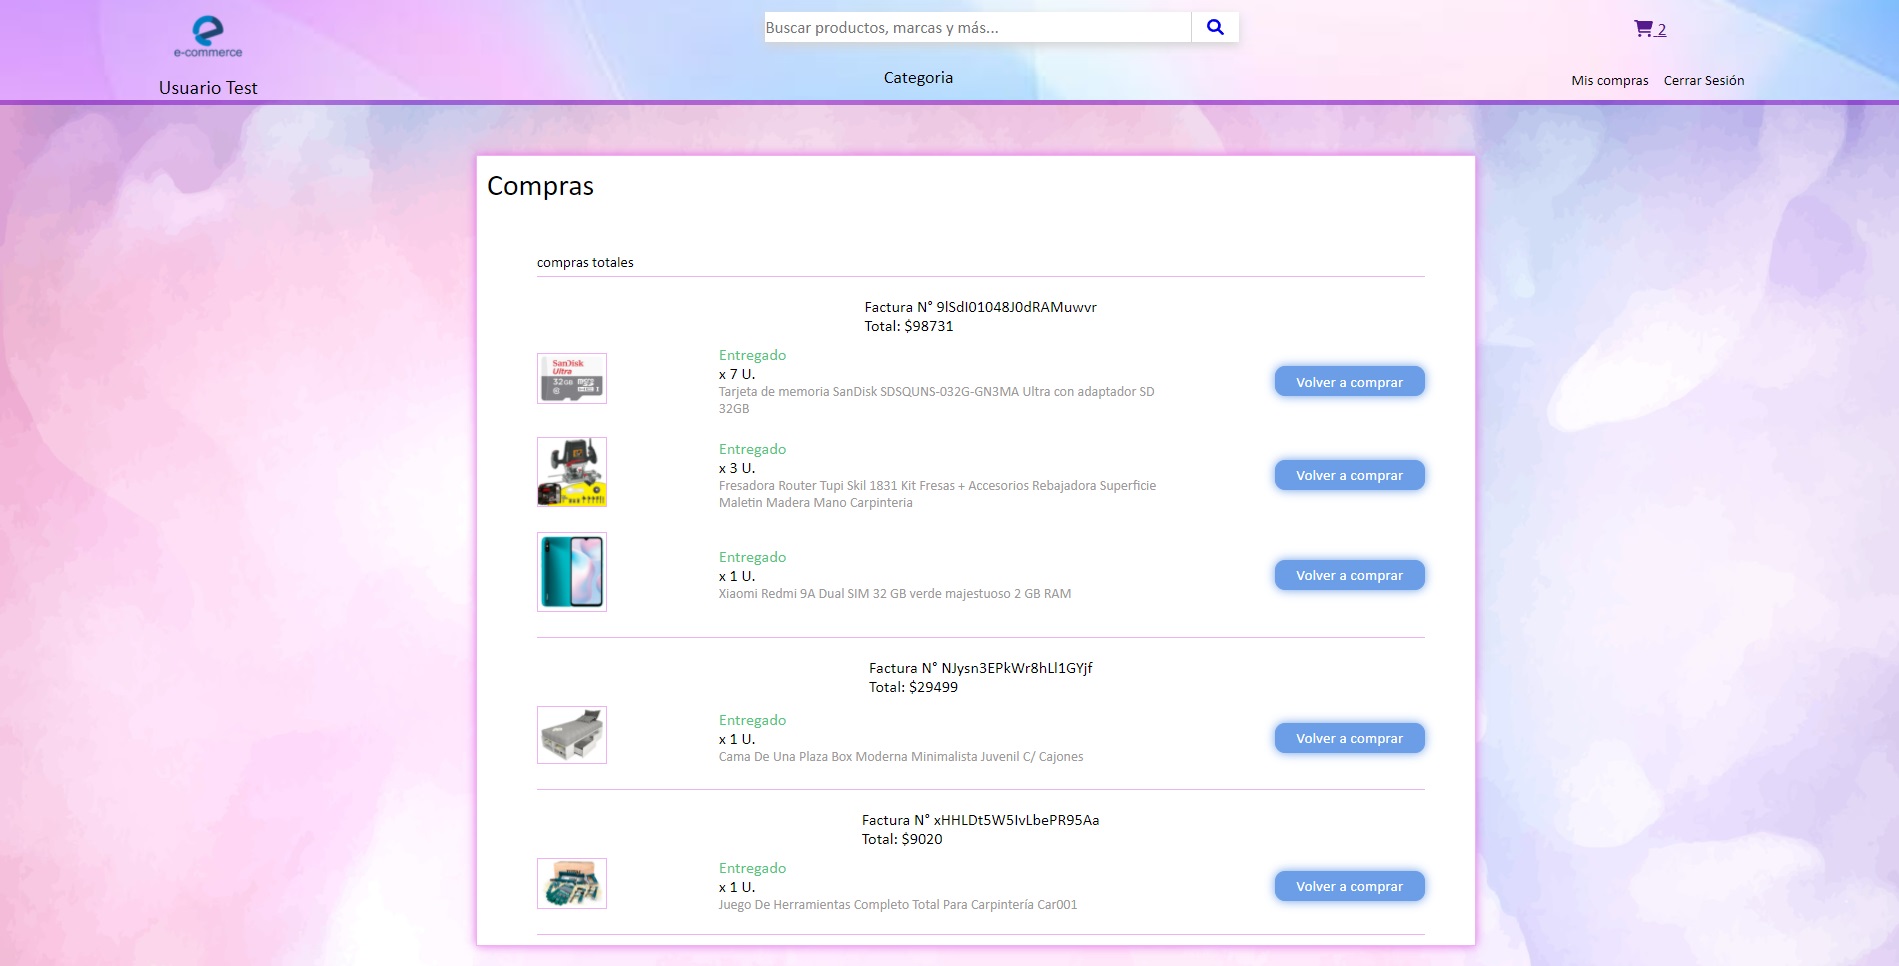 e-commerce
Buscar productos, marcas y más...
2
Usuario Test
Categoria
Mis compras
Cerrar Sesión
Compras
compras totales
Factura N° 9lSdI01048J0dRAMuwvr
Total: $98731
SanDisk
Ultra
32GB
Entregado
x 7 U.
Tarjeta de memoria SanDisk SDSQUNS-032G-GN3MA Ultra con adaptador SD
32GB
Volver a comprar
Entregado
x 3 U.
Fresadora Router Tupi Skil 1831 Kit Fresas + Accesorios Rebajadora Superficie
Maletin Madera Mano Carpinteria
Volver a comprar
Entregado
x 1 U.
Xiaomi Redmi 9A Dual SIM 32 GB verde majestuoso 2 GB RAM
Volver a comprar
Factura N° NJysn3EPkWr8hLl1GYjf
Total: $29499
Entregado
x 1 U.
Cama De Una Plaza Box Moderna Minimalista Juvenil C/ Cajones
Volver a comprar
Factura N° xHHLDt5W5IvLbePR95Aa
Total: $9020
Entregado
x 1 U.
Juego De Herramientas Completo Total Para Carpintería Car001
Volver a comprar